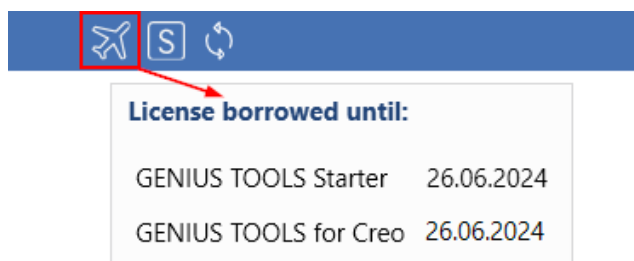 S
License borrowed until:
GENIUS TOOLS Starter 26.06.2024
GENIUS TOOLS for Creo 26.06.2024